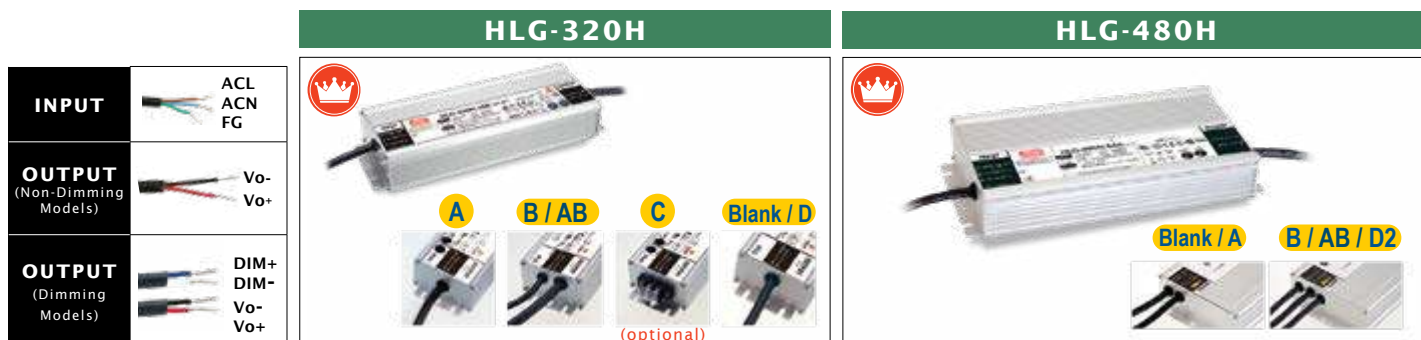 HLG-320H
HLG-480H
INPUT
ACL
ACN
FG
OUTPUT
(Non-Dimming
Models)
Vo-
Vo+
OUTPUT
(Dimming
Models)
DIM+
DIM-
Vo-
Vo+
A
B / AB
C
Blank / D
(optional)
Blank / A
B / AB / D2